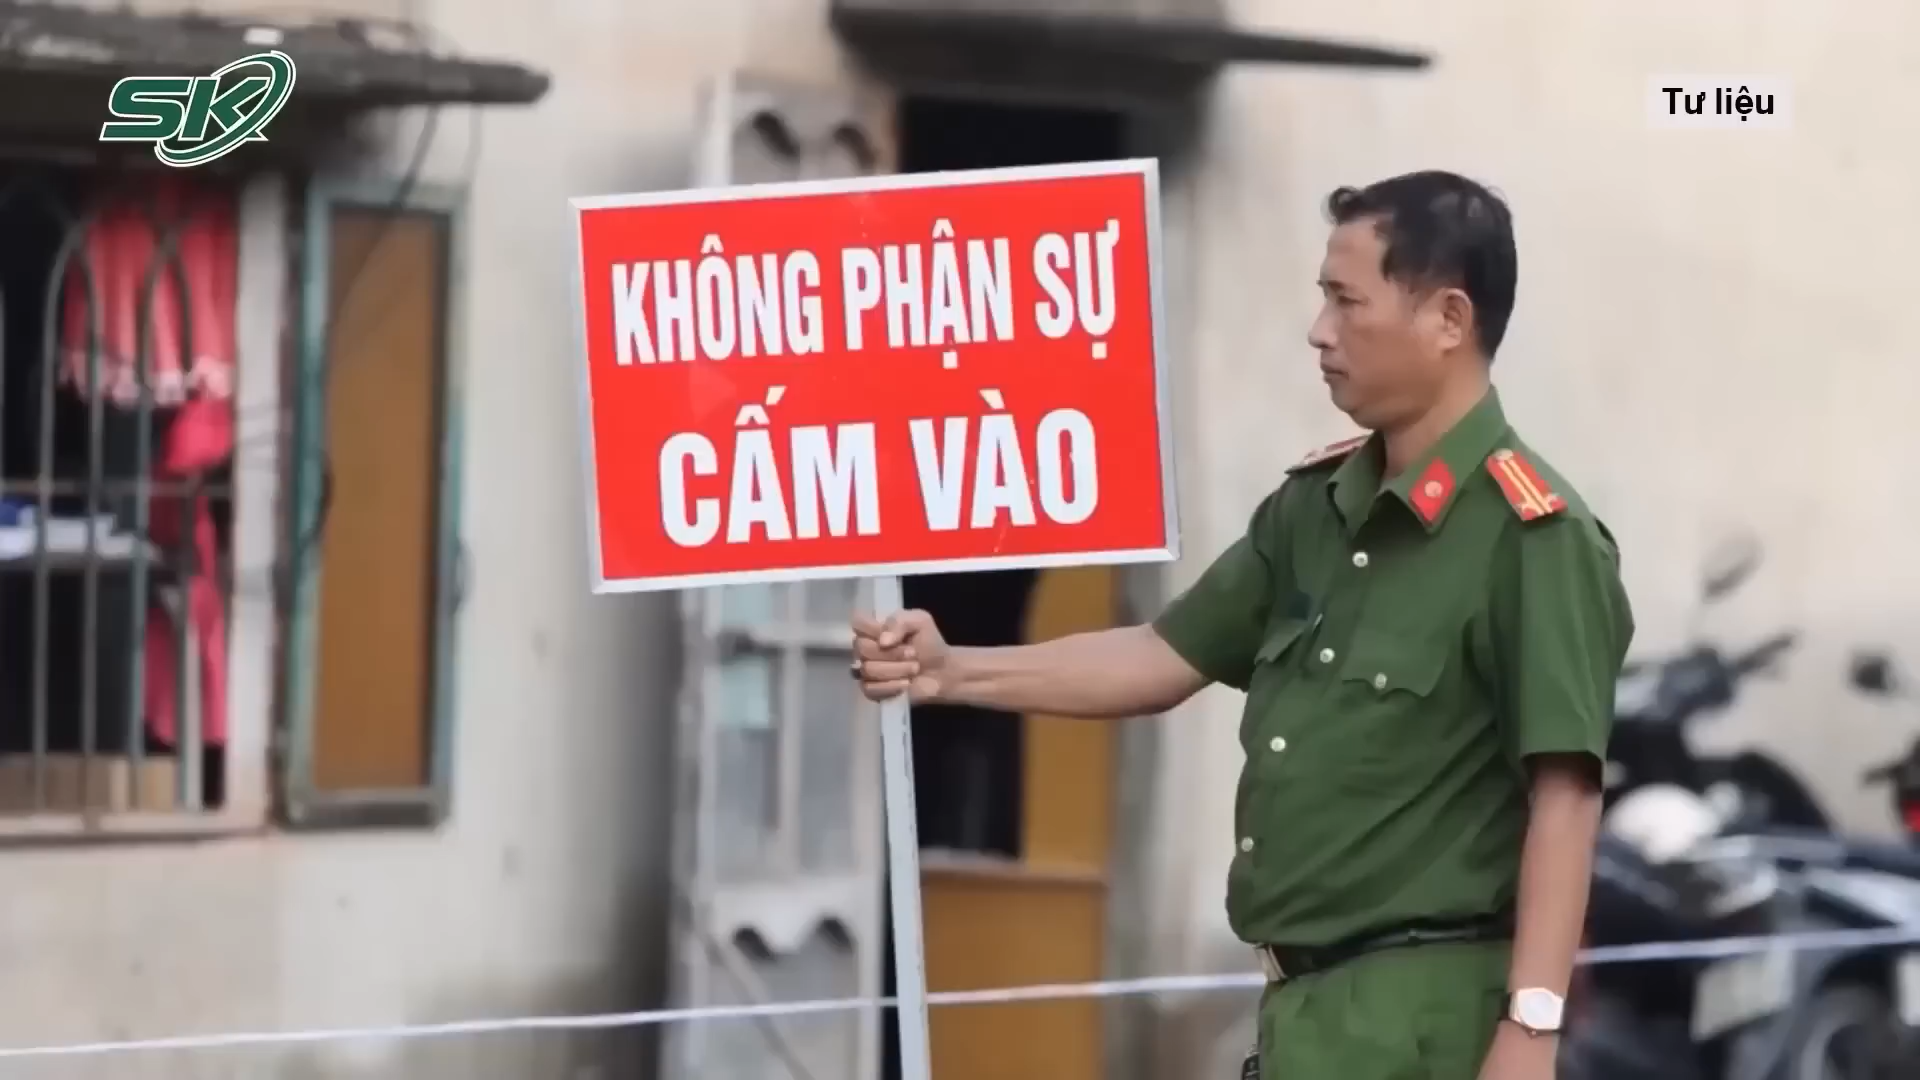 SK
Tư liệu
KHÔNG PHẬN SỰ
CẤM VÀO